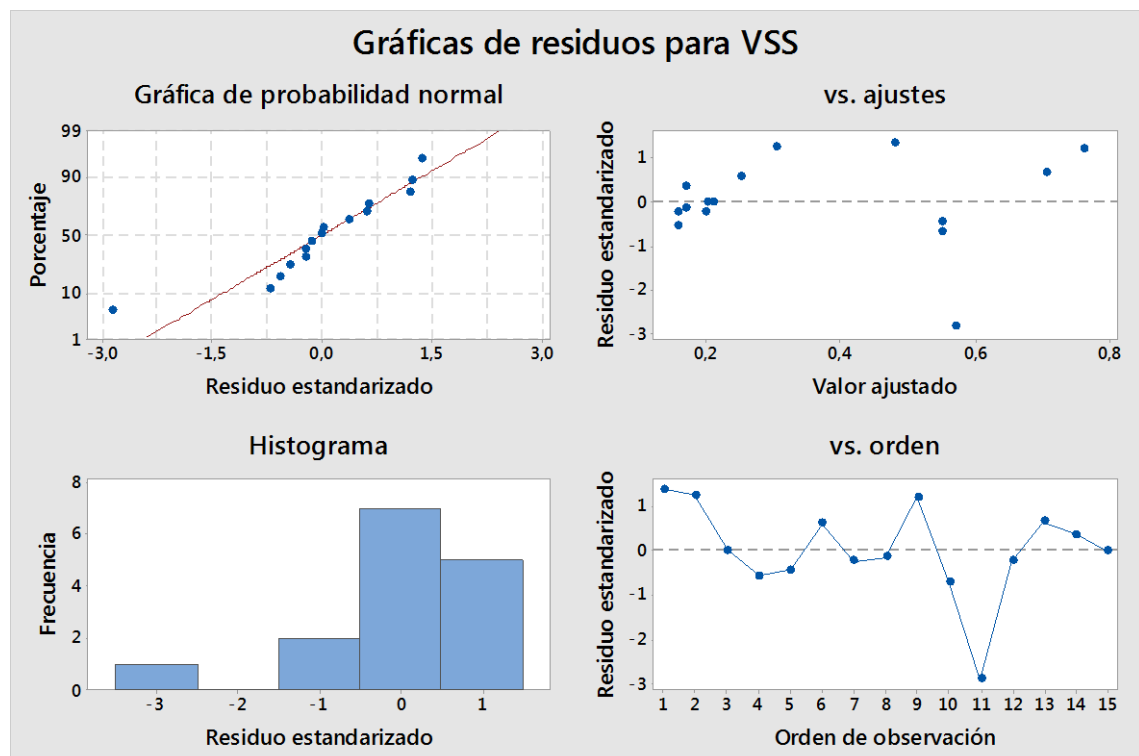 Gráficas de residuos para VSS
Gráfica de probabilidad normal
99
90
50
10
1
Porcentaje
-3,0 -1,5 0,0 1,5 3,0
Residuo estandarizado
vs. ajustes
1
0
-1
-2
-3
Residuo estandarizado
0,2 0,4 0,6 0,8
Valor ajustado
Histograma
8
6
4
2
0
Frecuencia
-3 -2 -1 0 1
Residuo estandarizado
vs. orden
1
0
-1
-2
-3
Residuo estandarizado
1 2 3 4 5 6 7 8 9 10 11 12 13 14 15
Orden de observación